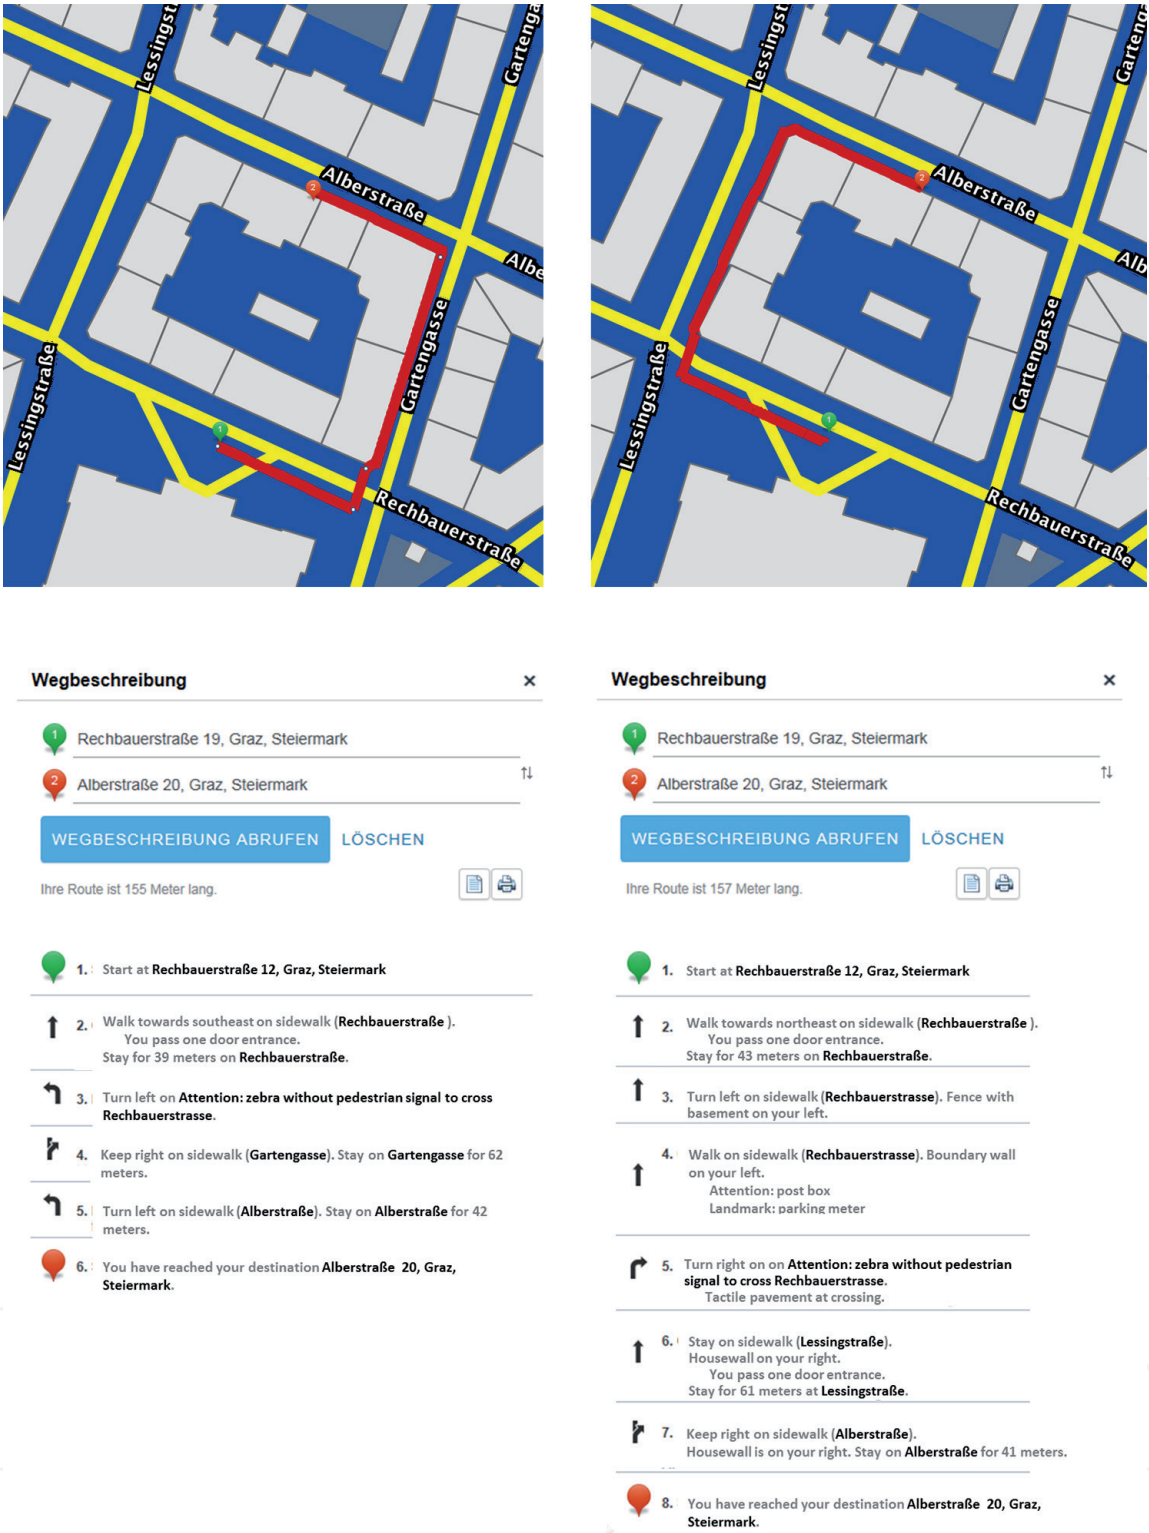 Lessingst
Gartenga
Alberstraße
Albe
Gartengasse
Lessingstraße
Rechbauerstraße
1
2
Lessingst
Garteng
Alberstraße
Alb
Gartengasse
Lessingstraße
Rechbauerstraße
1
2
Wegbeschreibung
×
1 Rechbauerstraße 19, Graz, Steiermark
2 Alberstraße 20, Graz, Steiermark
WEGBESCHREIBUNG ABRUFEN LÖSCHEN
Ihre Route ist 155 Meter lang.
1. Start at Rechbauerstraße 12, Graz, Steiermark
2. Walk towards southeast on sidewalk (Rechbauerstraße ).
You pass one door entrance.
Stay for 39 meters on Rechbauerstraße.
3. Turn left on Attention: zebra without pedestrian signal to cross
Rechbauerstrasse.
4. Keep right on sidewalk (Gartengasse). Stay on Gartengasse for 62
meters.
5. Turn left on sidewalk (Alberstraße). Stay on Alberstraße for 42
meters.
6. You have reached your destination Alberstraße 20, Graz,
Steiermark.
Wegbeschreibung
×
1 Rechbauerstraße 19, Graz, Steiermark
2 Alberstraße 20, Graz, Steiermark
WEGBESCHREIBUNG ABRUFEN LÖSCHEN
Ihre Route ist 157 Meter lang.
1. Start at Rechbauerstraße 12, Graz, Steiermark
2. Walk towards northeast on sidewalk (Rechbauerstraße ).
You pass one door entrance.
Stay for 43 meters on Rechbauerstraße.
3. Turn left on sidewalk (Rechbauerstrasse). Fence with
basement on your left.
4. Walk on sidewalk (Rechbauerstrasse). Boundary wall
on your left.
Attention: post box
Landmark: parking meter
5. Turn right on on Attention: zebra without pedestrian
signal to cross Rechbauerstrasse.
Tactile pavement at crossing.
6. Stay on sidewalk (Lessingstraße).
Housewall on your right.
You pass one door entrance.
Stay for 61 meters at Lessingstraße.
7. Keep right on sidewalk (Alberstraße).
Housewall is on your right. Stay on Alberstraße for 41 meters.
8. You have reached your destination Alberstraße 20, Graz,
Steiermark.